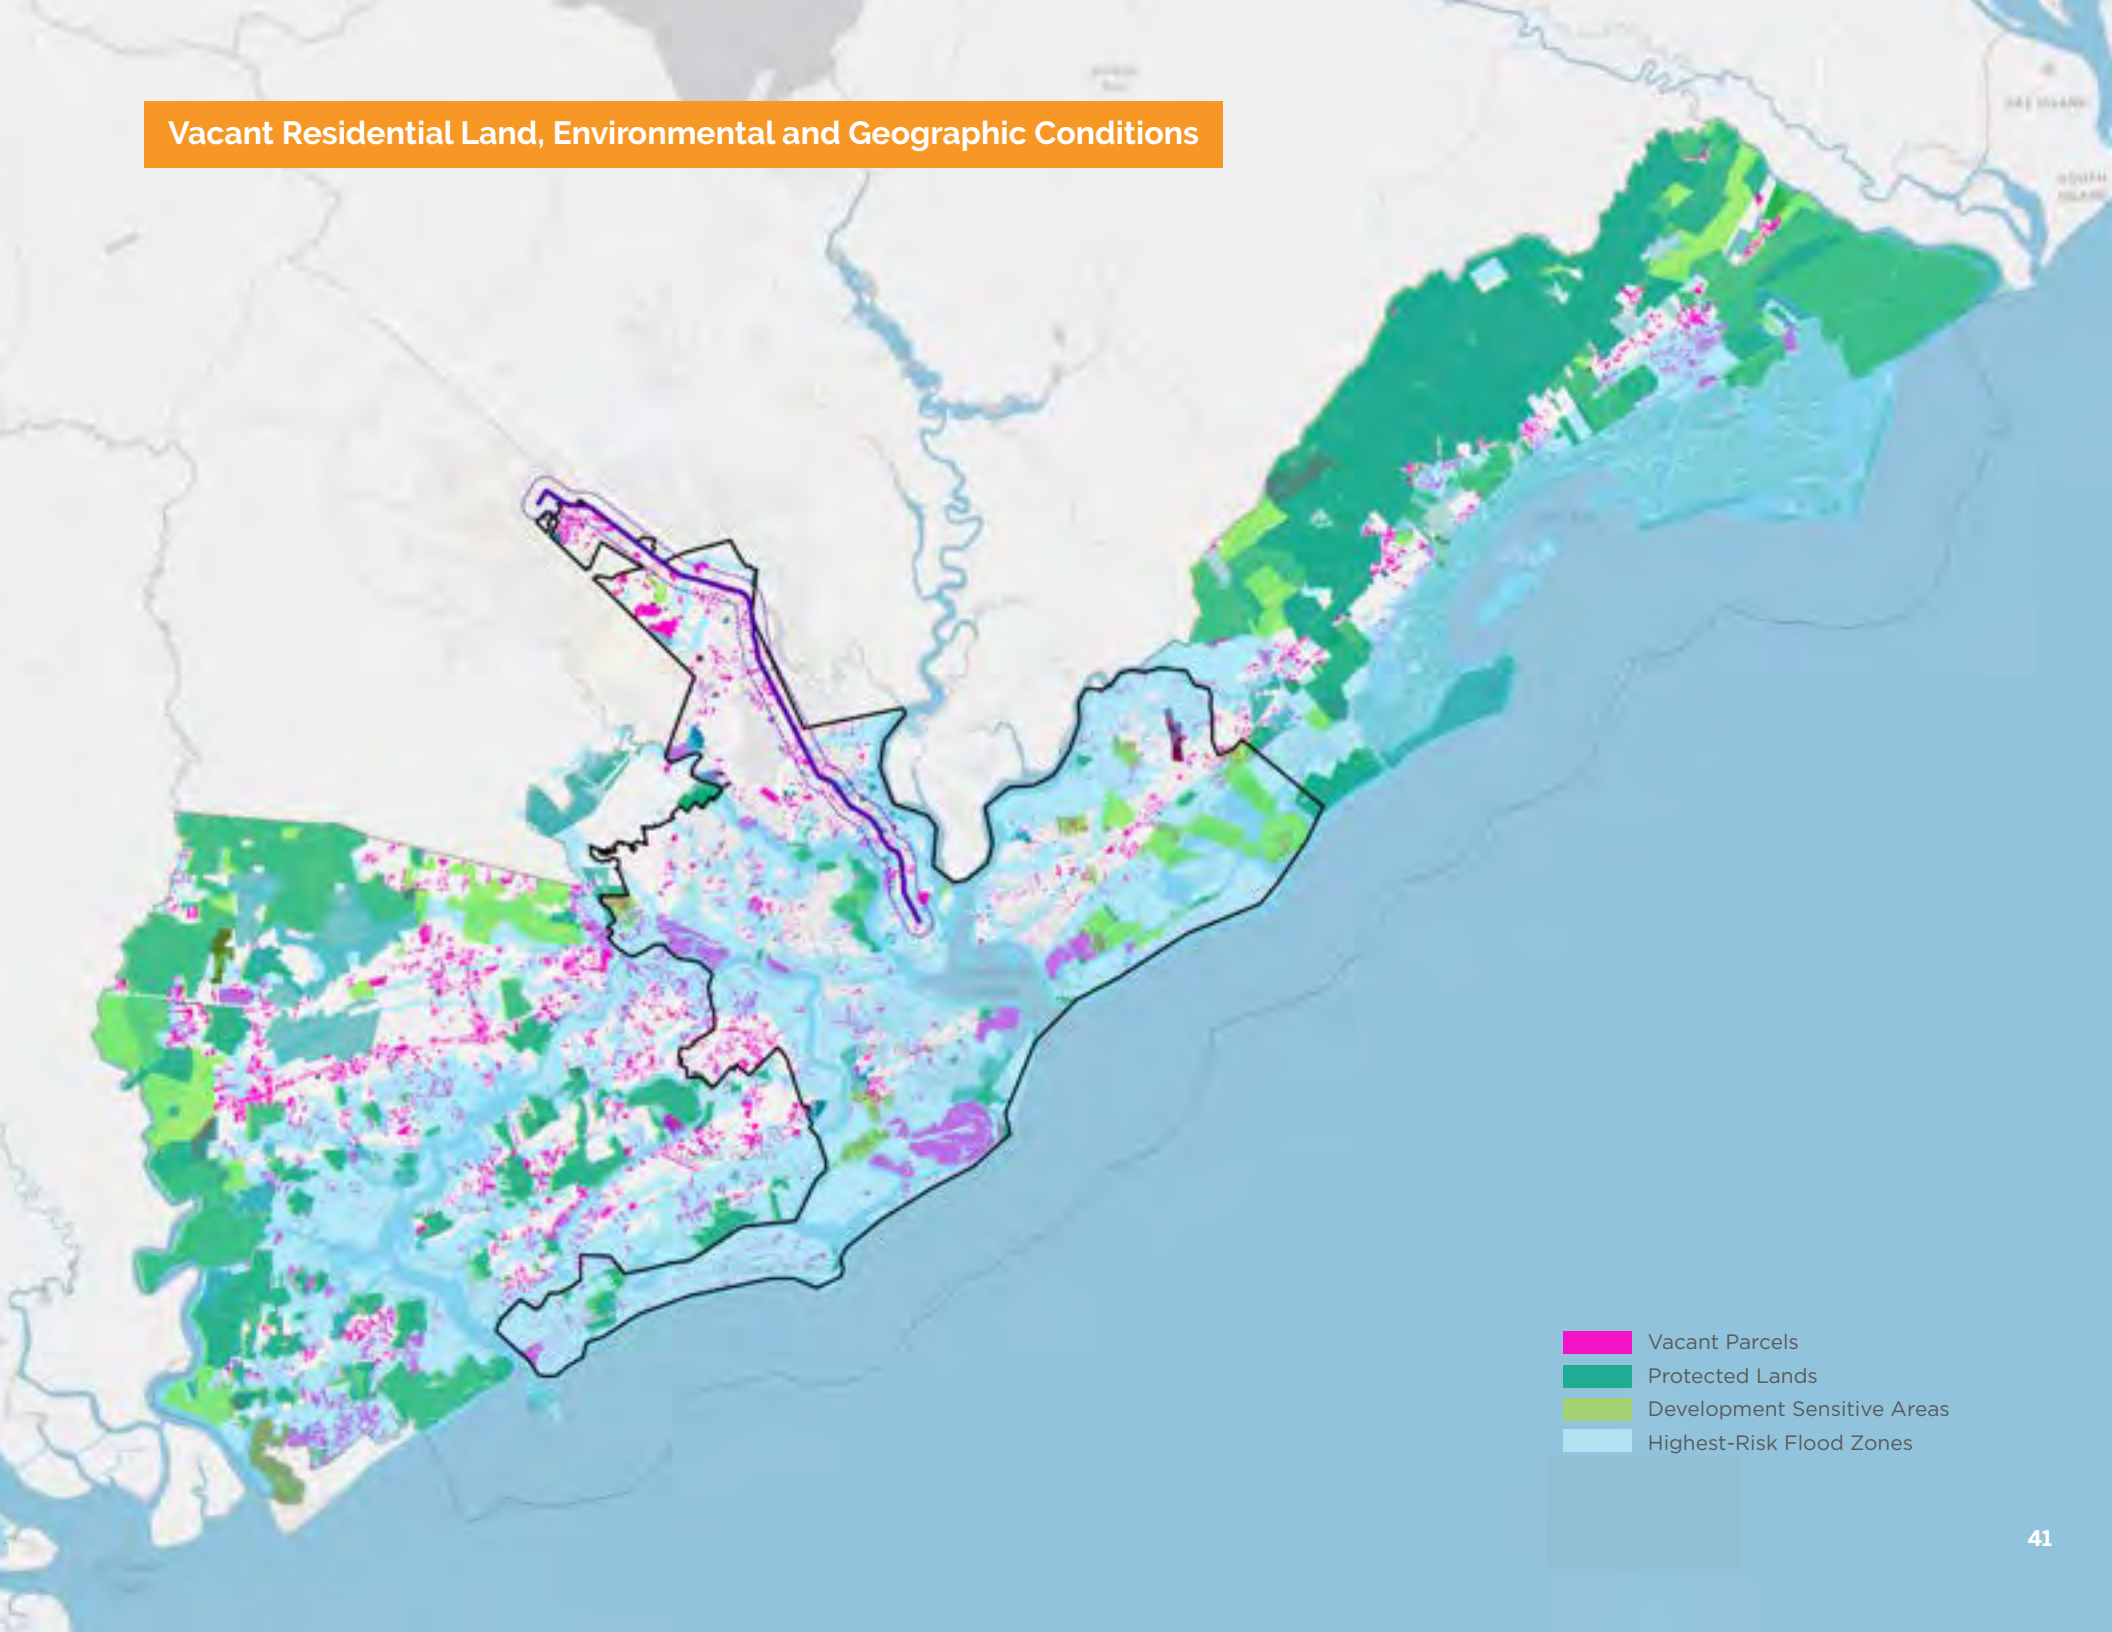 Vacant Residential Land, Environmental and Geographic Conditions
Vacant Parcels
Protected Lands
Development Sensitive Areas
Highest-Risk Flood Zones
41